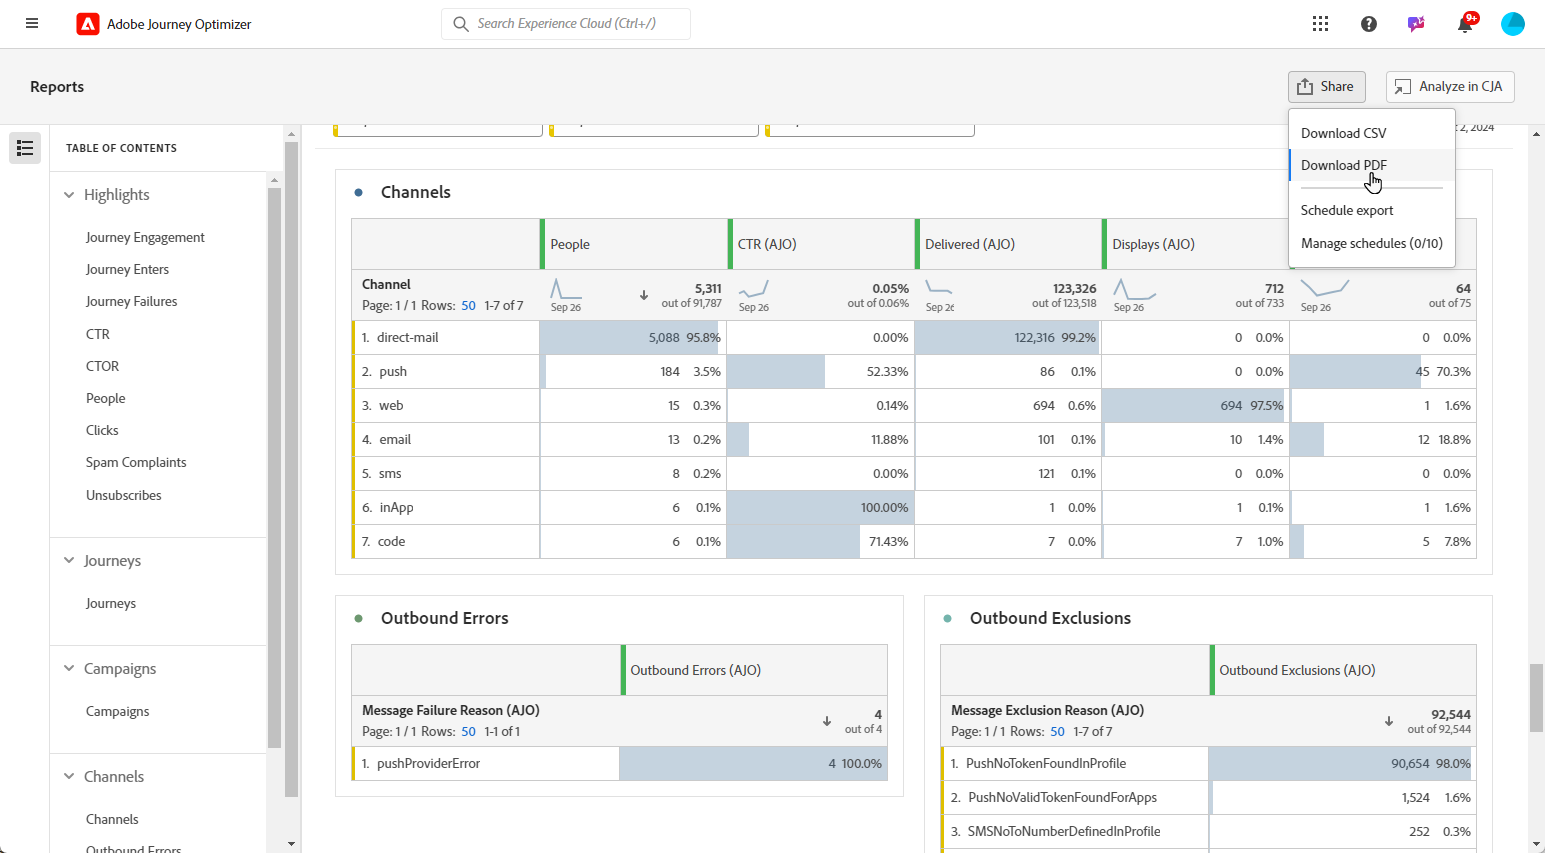 Adobe Journey Optimizer
Search Experience Cloud (Ctrl+/)
9+
Reports
Share
Analyze in CJA
Download CSV
Download PDF
Schedule export
Manage schedules (0/10)
2, 2024
TABLE OF CONTENTS
Highlights
Journey Engagement
Journey Enters
Journey Failures
CTR
CTOR
People
Clicks
Spam Complaints
Unsubscribes
Journeys
Journeys
Campaigns
Campaigns
Channels
Channels
Outbound Errors
Channels
People CTR (AJO) Delivered (AJO) Displays (AJO)
Channel
Page: 1 / 1 Rows: 50 1-7 of 7
Sep 26 5,311 out of 91,787
Sep 26 0.05% out of 0.06%
Sep 26 123,326 out of 123,518
Sep 26 712 out of 733
Sep 26 64 out of 75
1. direct-mail 5,088 95.8% 0.00% 122,316 99.2% 0 0.0% 0 0.0%
2. push 184 3.5% 52.33% 86 0.1% 0 0.0% 45 70.3%
3. web 15 0.3% 0.14% 694 0.6% 694 97.5% 1 1.6%
4. email 13 0.2% 11.88% 101 0.1% 10 1.4% 12 18.8%
5. sms 8 0.2% 0.00% 121 0.1% 0 0.0% 0 0.0%
6. inApp 6 0.1% 100.00% 1 0.0% 1 0.1% 1 1.6%
7. code 6 0.1% 71.43% 7 0.0% 7 1.0% 5 7.8%
Outbound Errors
Outbound Errors (AJO)
Message Failure Reason (AJO)
Page: 1 / 1 Rows: 50 1-1 of 1
4
out of 4
1. pushProviderError 4 100.0%
Outbound Exclusions
Outbound Exclusions (AJO)
Message Exclusion Reason (AJO)
Page: 1 / 1 Rows: 50 1-7 of 7
92,544
out of 92,544
1. PushNoTokenFoundInProfile 90,654 98.0%
2. PushNoValidTokenFoundForApps 1,524 1.6%
3. SMSNoToNumberDefinedInProfile 252 0.3%